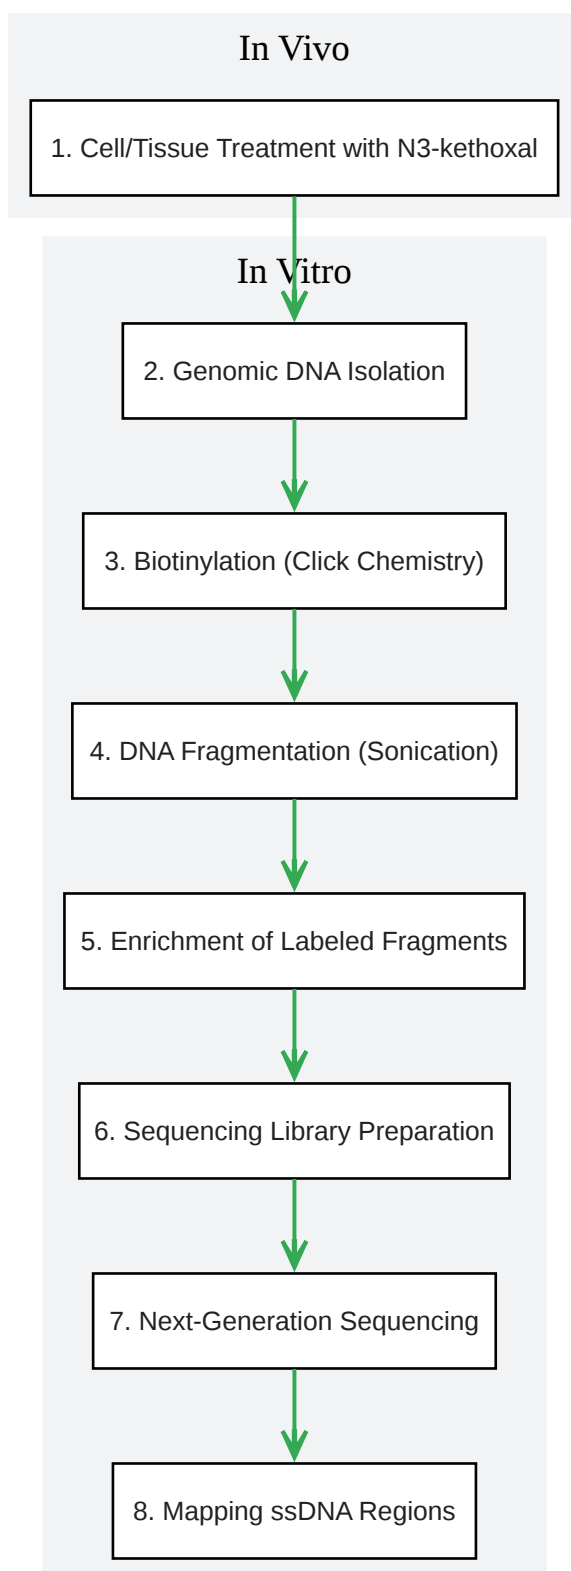 In Vivo
1. Cell/Tissue Treatment with N3-kethoxal
In Vitro
2. Genomic DNA Isolation
3. Biotinylation (Click Chemistry)
4. DNA Fragmentation (Sonication)
5. Enrichment of Labeled Fragments
6. Sequencing Library Preparation
7. Next-Generation Sequencing
8. Mapping ssDNA Regions